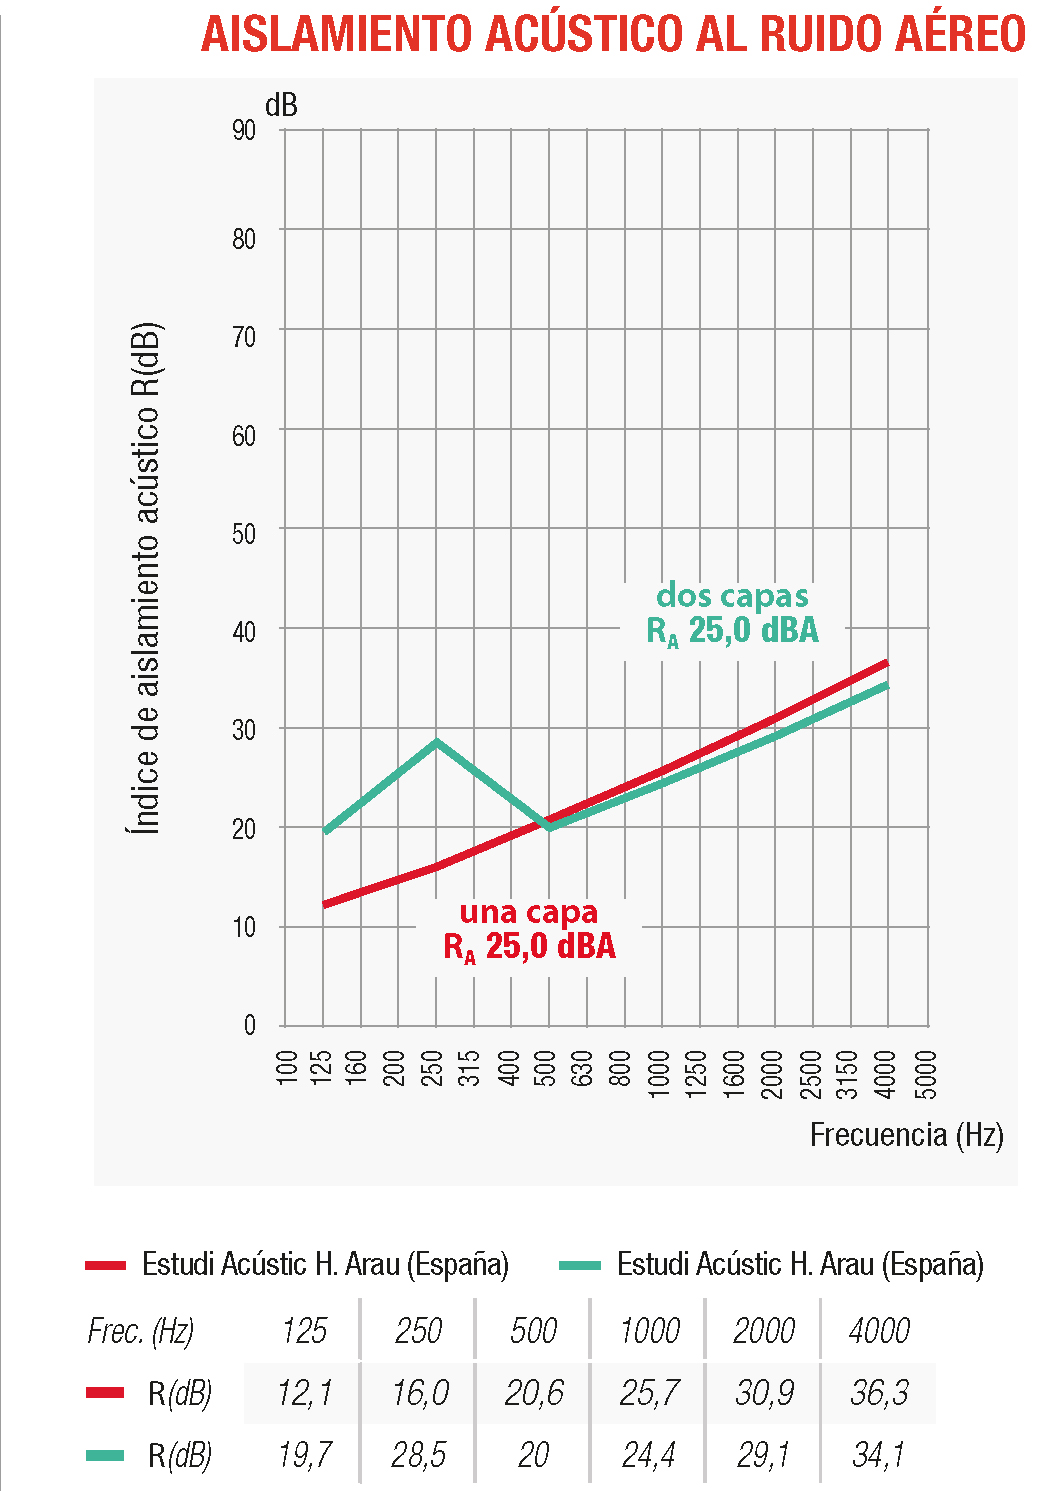 AISLAMIENTO ACÚSTICO AL RUIDO AÉREO
dB
90
80
70
60
50
40
30
20
10
0
Índice de aislamiento acústico R(dB)
dos capas
RA 25,0 dBA
una capa
RA 25,0 dBA
100 125 160 200 250 315 400 500 630 800 1000 1250 1600 2000 2500 3150 4000 5000
Frecuencia (Hz)
Estudi Acústic H. Arau (España) Estudi Acústic H. Arau (España)
Frec. (Hz) 125 250 500 1000 2000 4000
R(dB) 12,1 16,0 20,6 25,7 30,9 36,3
R(dB) 19,7 28,5 20 24,4 29,1 34,1